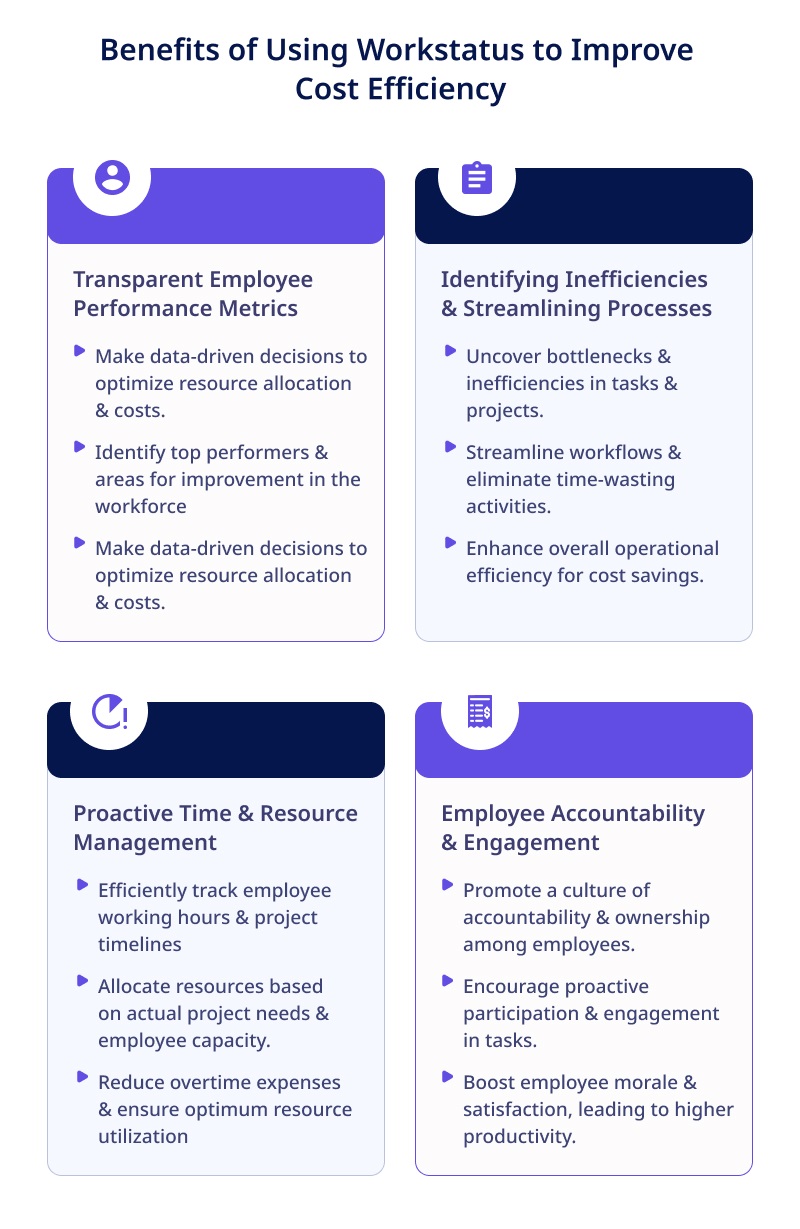 Benefits of Using Workstatus to Improve
Cost Efficiency
Transparent Employee
Performance Metrics
Make data-driven decisions to
optimize resource allocation
& costs.
Identify top performers &
areas for improvement in the
workforce
Make data-driven decisions to
optimize resource allocation
& costs.
Identifying Inefficiencies
& Streamlining Processes
Uncover bottlenecks &
inefficiencies in tasks &
projects.
Streamline workflows &
eliminate time-wasting
activities.
Enhance overall operational
efficiency for cost savings.
Proactive Time & Resource
Management
Efficiently track employee
working hours & project
timelines
Allocate resources based
on actual project needs &
employee capacity.
Reduce overtime expenses
& ensure optimum resource
utilization
Employee Accountability
& Engagement
Promote a culture of
accountability & ownership
among employees.
Encourage proactive
participation & engagement
in tasks.
Boost employee morale &
satisfaction, leading to higher
productivity.